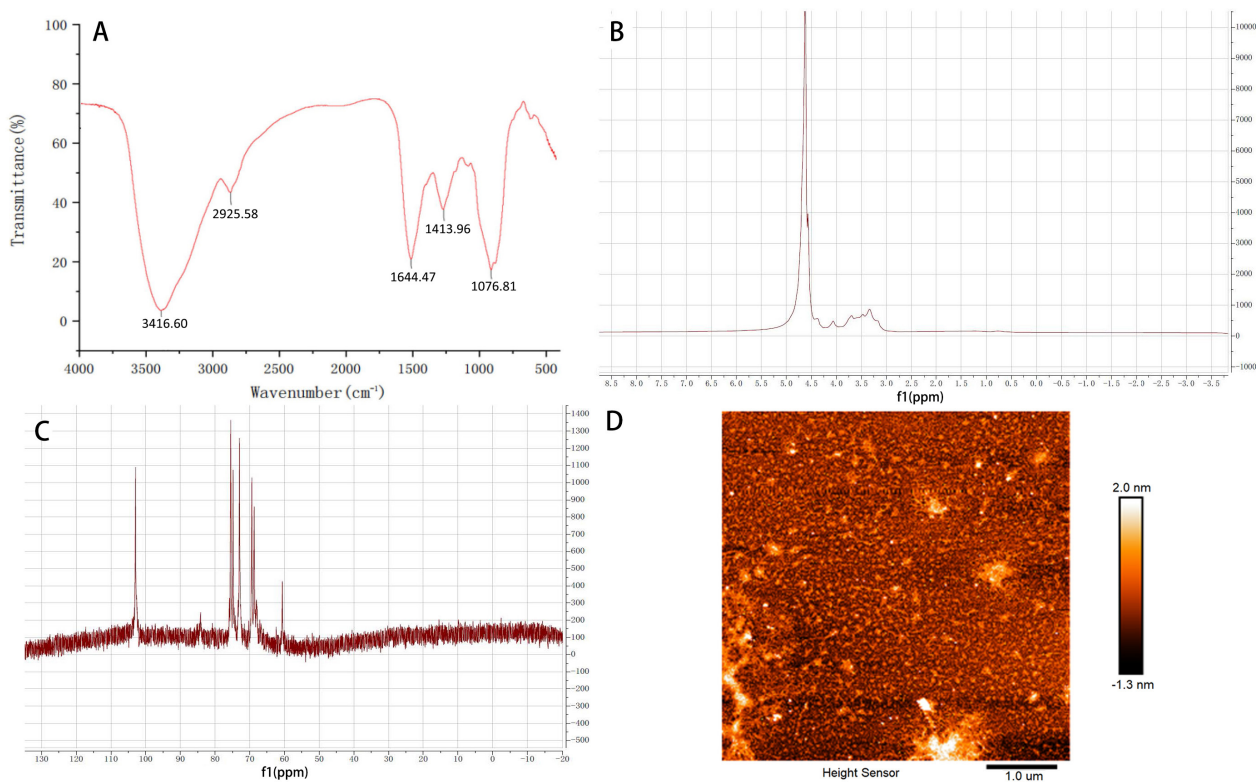 A
100
80
60
40
20
0
Transmittance(%)
2925.58
1413.96
1644.47
1076.81
3416.60
4000 3500 3000 2500 2000 1500 1000 500
Wavenumber(cm⁻¹)
B
10000
9000
8000
7000
6000
5000
4000
3000
2000
1000
0
-1000
8.5 8.0 7.5 7.0 6.5 6.0 5.5 5.0 4.5 4.0 3.5 3.0 2.5 2.0 1.5 1.0 0.5 0.0 -0.5 -1.0 -1.5 -2.0 -2.5 -3.0 -3.5
f1(ppm)
C
1400
1300
1200
1100
1000
900
800
700
600
500
400
300
200
100
0
-100
-200
-300
-400
-500
130 120 110 100 90 80 70 60 50 40 30 20 10 0 -10 -20
f1(ppm)
D
2.0 nm
-1.3 nm
Height Sensor
1.0 um